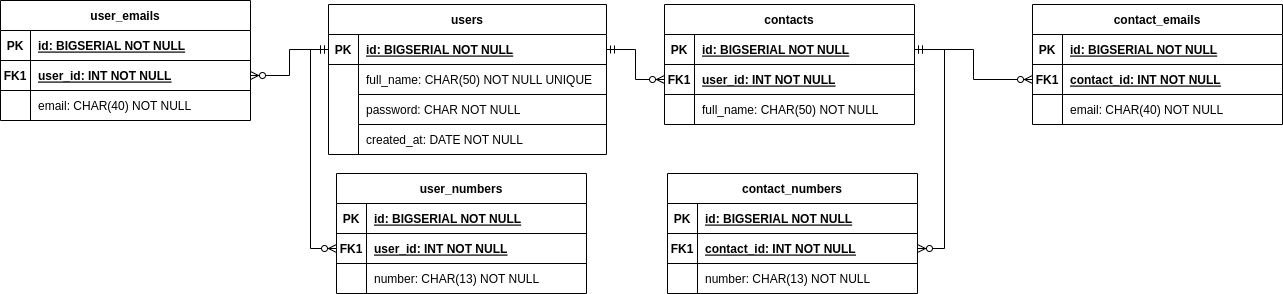 user_emails
PK id: BIGSERIAL NOT NULL
FK1 user_id: INT NOT NULL
email: CHAR(40) NOT NULL
users
PK id: BIGSERIAL NOT NULL
full_name: CHAR(50) NOT NULL UNIQUE
password: CHAR NOT NULL
created_at: DATE NOT NULL
contacts
PK id: BIGSERIAL NOT NULL
FK1 user_id: INT NOT NULL
full_name: CHAR(50) NOT NULL
contact_emails
PK id: BIGSERIAL NOT NULL
FK1 contact_id: INT NOT NULL
email: CHAR(40) NOT NULL
user_numbers
PK id: BIGSERIAL NOT NULL
FK1 user_id: INT NOT NULL
number: CHAR(13) NOT NULL
contact_numbers
PK id: BIGSERIAL NOT NULL
FK1 contact_id: INT NOT NULL
number: CHAR(13) NOT NULL